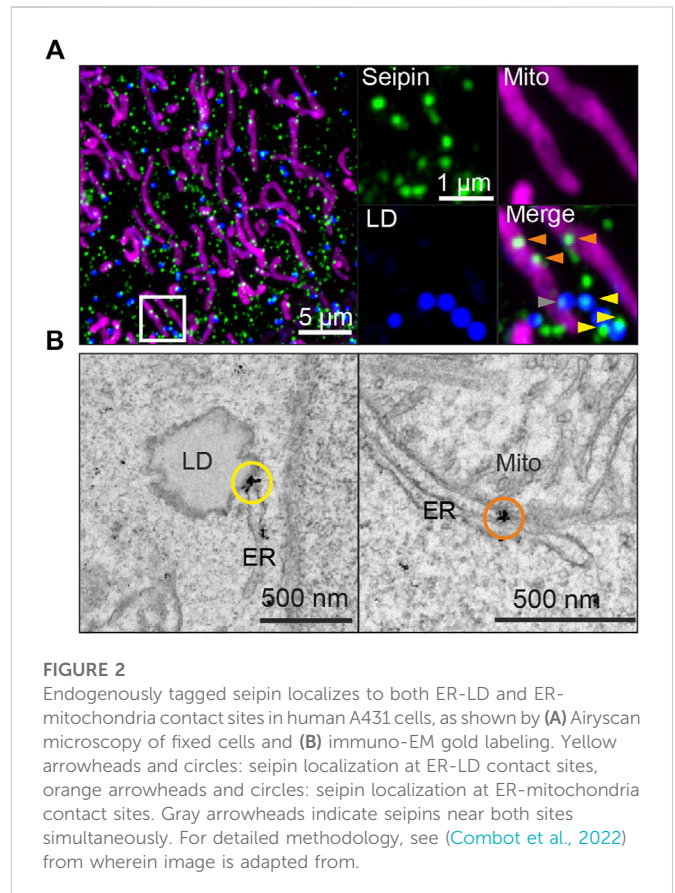 A
Seipin
Mito
1 µm
LD
Merge
5 µm
B
LD
ER
500 nm
Mito
ER
500 nm
FIGURE 2
Endogenously tagged seipin localizes to both ER-LD and ER-
mitochondria contact sites in human A431 cells, as shown by (A) Airyscan
microscopy of fixed cells and (B) immuno-EM gold labeling. Yellow
arrowheads and circles: seipin localization at ER-LD contact sites,
orange arrowheads and circles: seipin localization at ER-mitochondria
contact sites. Gray arrowheads indicate seipins near both sites
simultaneously. For detailed methodology, see (Combot et al., 2022)
from wherein image is adapted from.